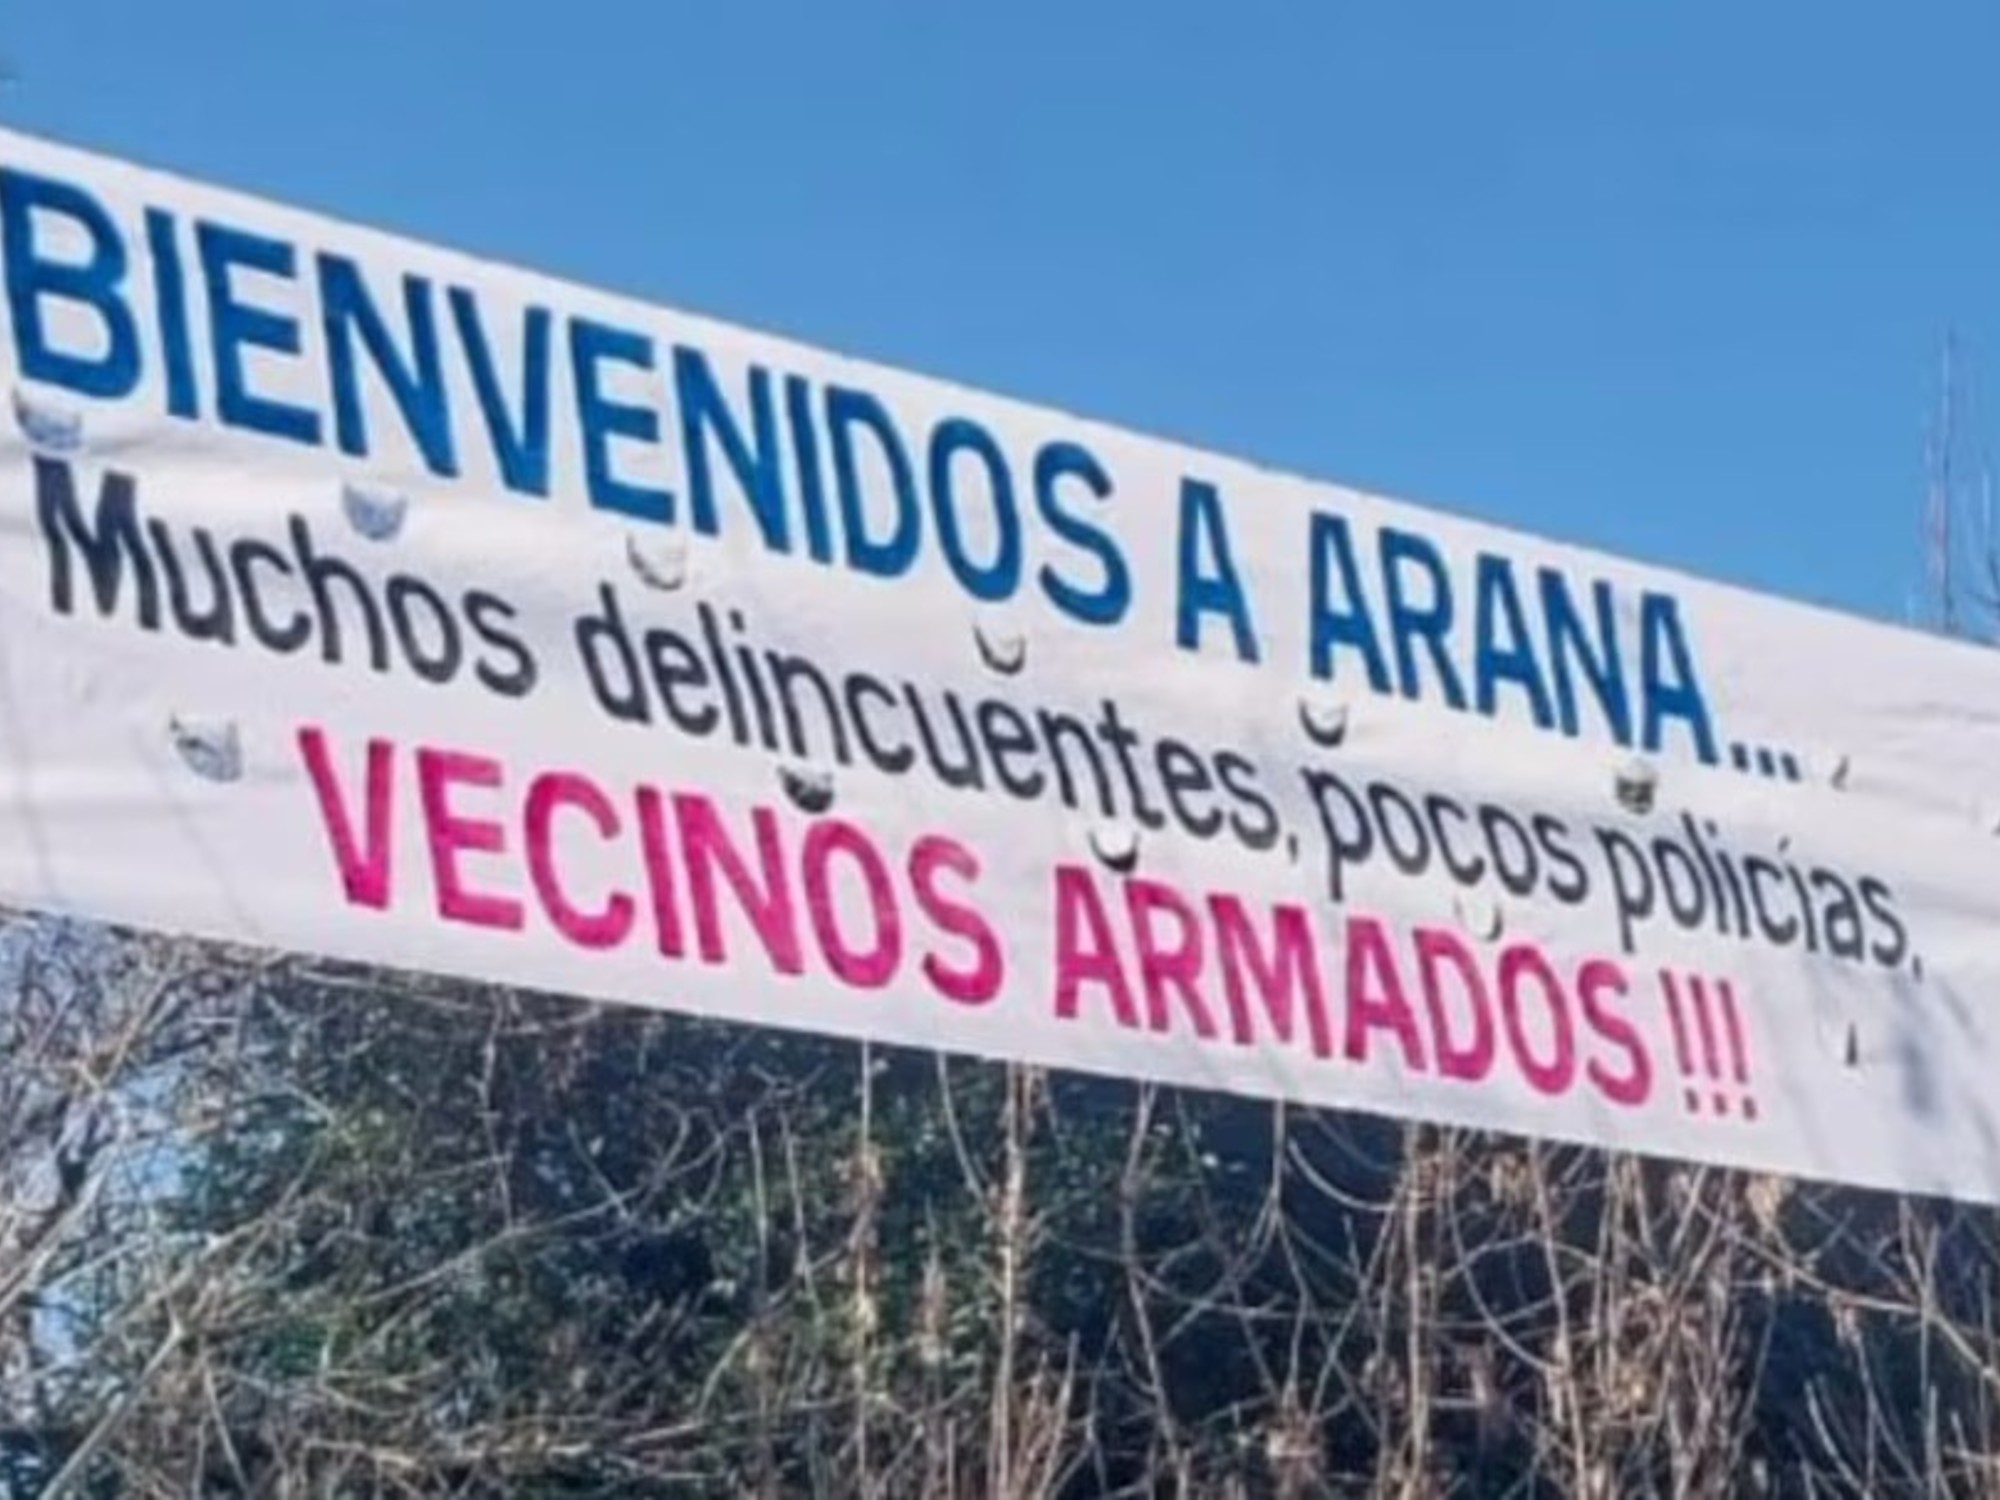 BIENVENIDOS A ARANA...
Muchos delincuentes, pocos policías,
VECINOS ARMADOS!!!